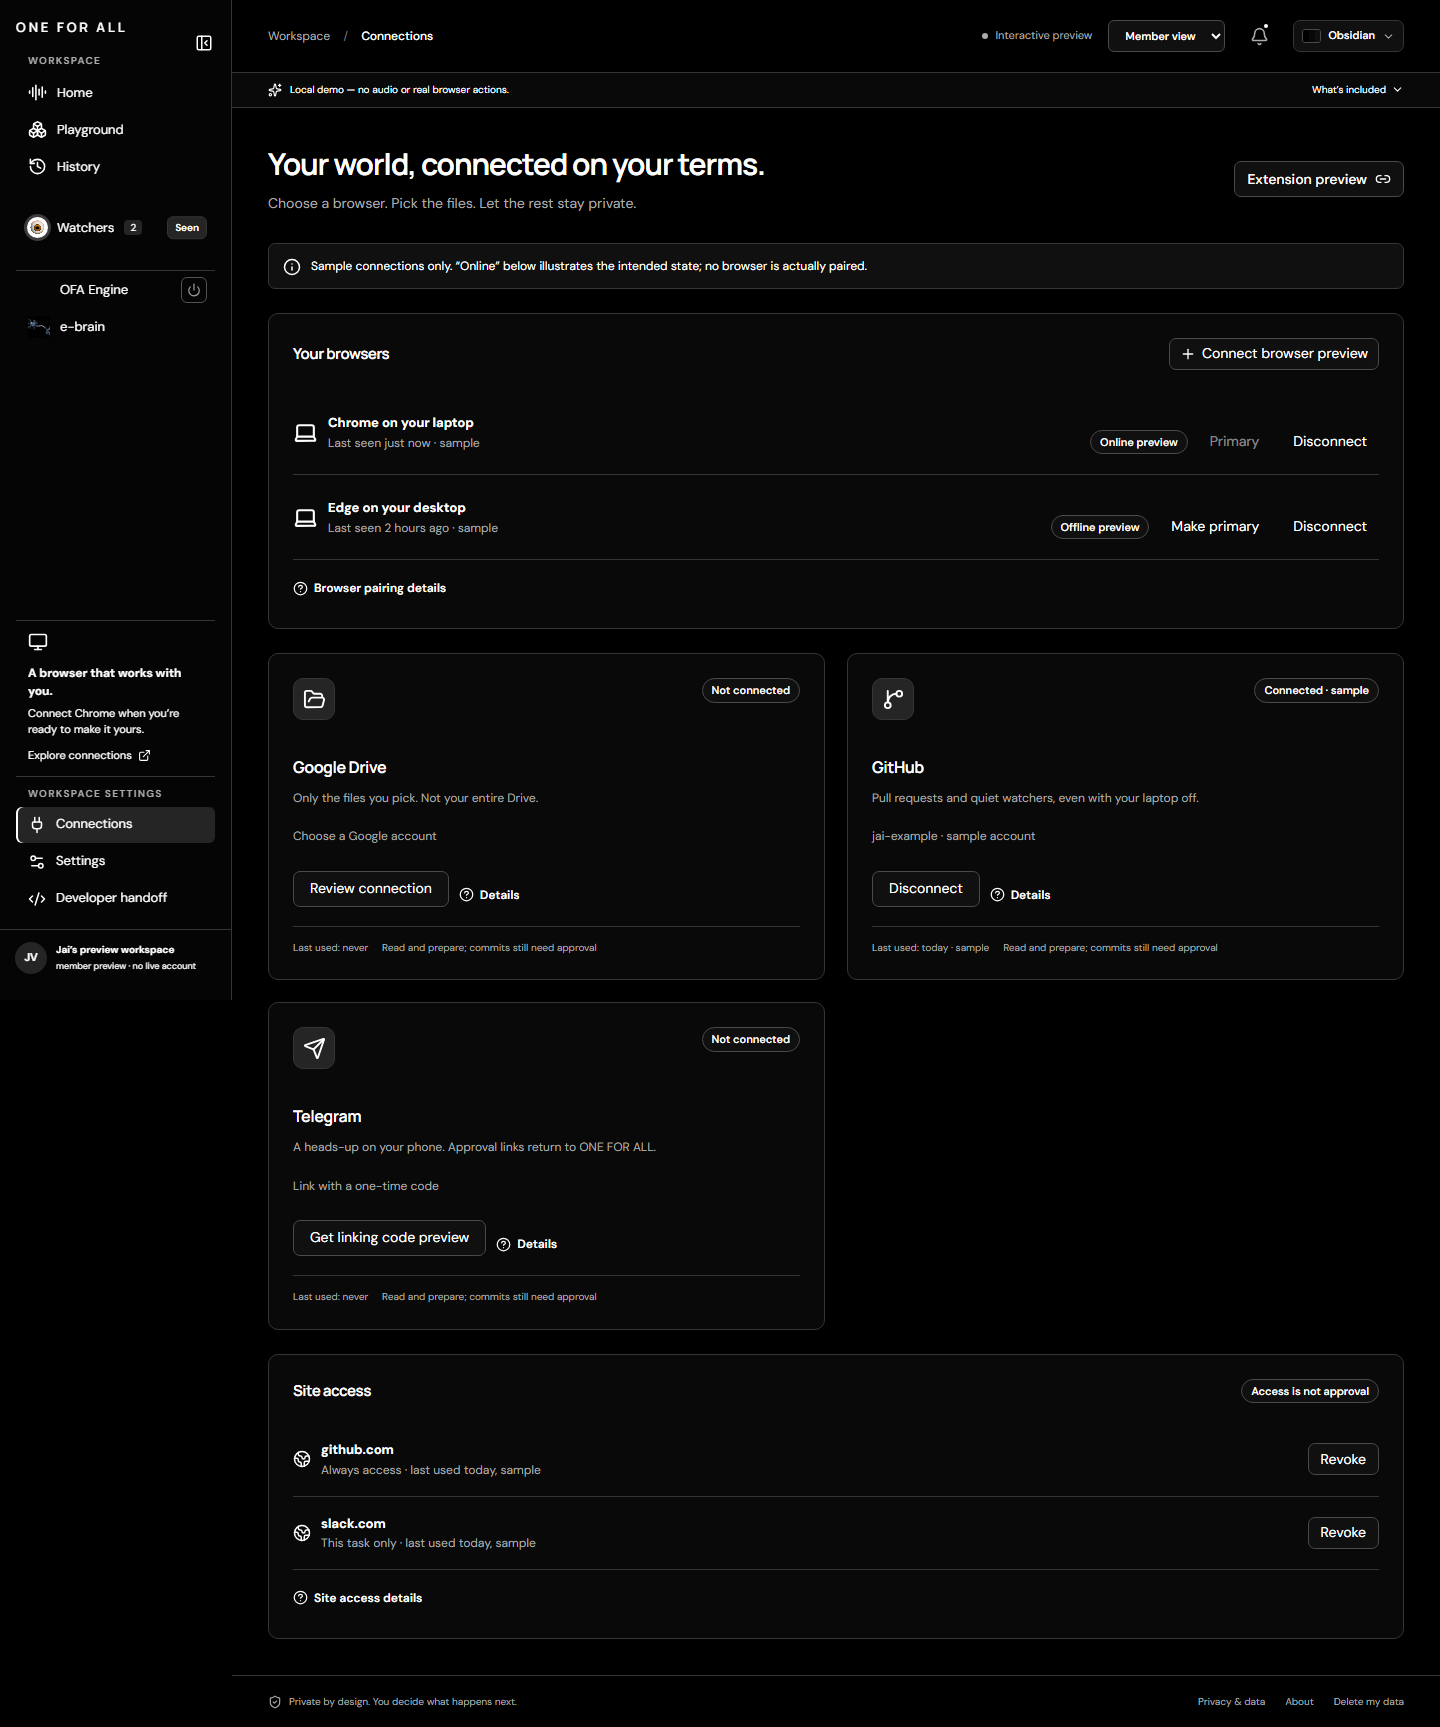 ONE FOR ALL
WORKSPACE
Home
Playground
History
Watchers 2 Seen
OFA Engine
e-brain
A browser that works with
you.
Connect Chrome when you're
ready to make it yours.
Explore connections
WORKSPACE SETTINGS
Connections
Settings
Developer handoff
JV
Jai's preview workspace
member preview · no live account
Workspace / Connections
Interactive preview
Member view
Obsidian
Local demo — no audio or real browser actions.
What's included
Your world, connected on your terms.
Choose a browser. Pick the files. Let the rest stay private.
Extension preview
Sample connections only. “Online” below illustrates the intended state; no browser is actually paired.
Your browsers
Connect browser preview
Chrome on your laptop
Last seen just now · sample
Online preview Primary Disconnect
Edge on your desktop
Last seen 2 hours ago · sample
Offline preview Make primary Disconnect
Browser pairing details
Not connected
Google Drive
Only the files you pick. Not your entire Drive.
Choose a Google account
Review connection Details
Last used: never Read and prepare; commits still need approval
Connected · sample
GitHub
Pull requests and quiet watchers, even with your laptop off.
jai-example · sample account
Disconnect Details
Last used: today · sample Read and prepare; commits still need approval
Not connected
Telegram
A heads-up on your phone. Approval links return to ONE FOR ALL.
Link with a one-time code
Get linking code preview Details
Last used: never Read and prepare; commits still need approval
Site access
Access is not approval
github.com
Always access · last used today, sample
Revoke
slack.com
This task only · last used today, sample
Revoke
Site access details
Private by design. You decide what happens next.
Privacy & data About Delete my data